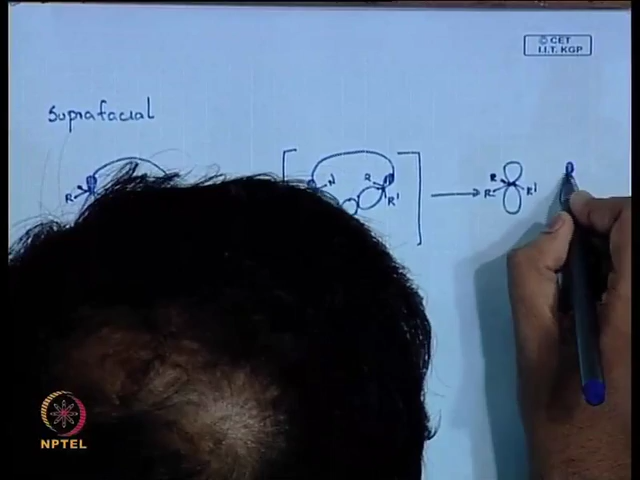 © CET
I.I.T. KGP
Suprafacial
R R H R R'
R R'
R'
NPTEL